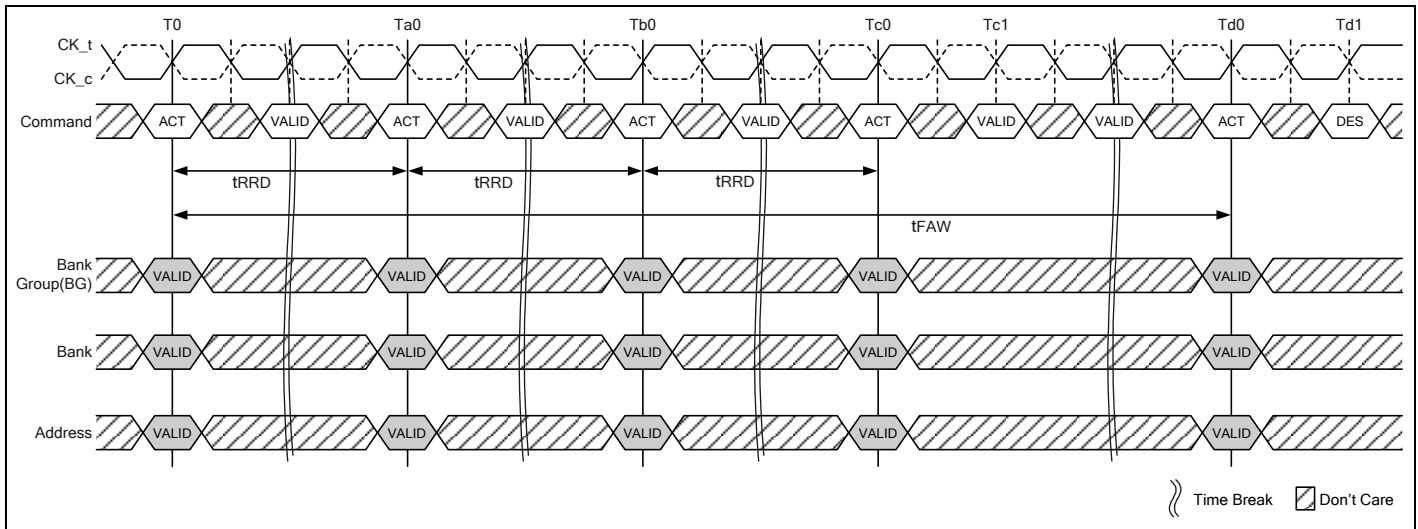 T0 Ta0 Tb0 Tc0 Tc1 Td0 Td1
CK_t
CK_c
Command ACT VALID ACT VALID ACT VALID ACT VALID VALID ACT DES
tRRD tRRD tRRD
tFAW
Bank
Group(BG) VALID VALID VALID VALID VALID
Bank VALID VALID VALID VALID VALID
Address VALID VALID VALID VALID VALID
Time Break Don't Care